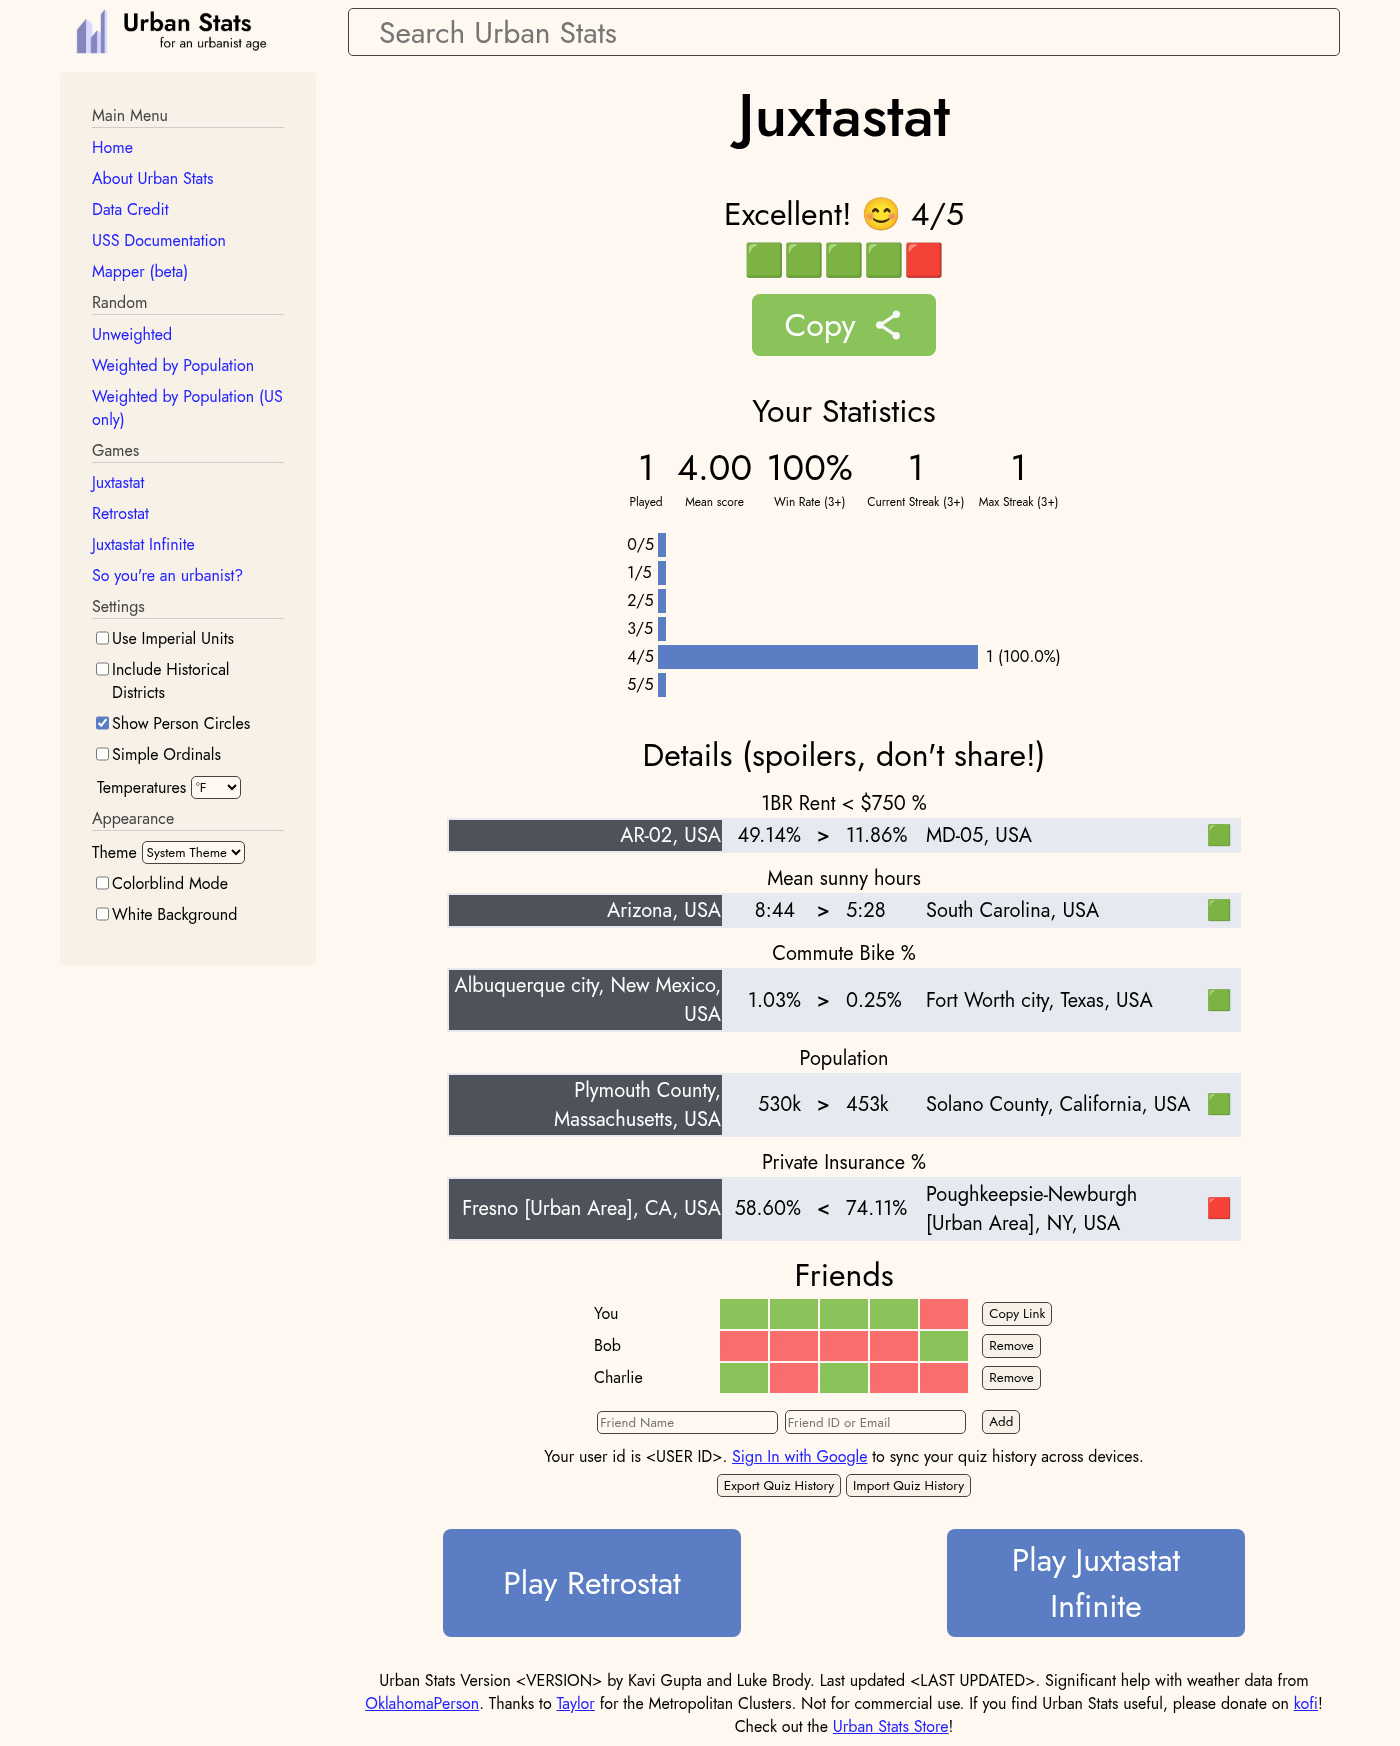 Urban Stats
for an urbanist age
Search Urban Stats
Main Menu
Home
About Urban Stats
Data Credit
USS Documentation
Mapper (beta)
Random
Unweighted
Weighted by Population
Weighted by Population (US
only)
Games
Juxtastat
Retrostat
Juxtastat Infinite
So you're an urbanist?
Settings
Use Imperial Units
Include Historical
Districts
Show Person Circles
Simple Ordinals
Temperatures °F
Appearance
Theme System Theme
Colorblind Mode
White Background
Juxtastat
Excellent! 😊 4/5
Copy
Your Statistics
1 4.00 100% 1 1
Played Mean score Win Rate (3+) Current Streak (3+) Max Streak (3+)
0/5
1/5
2/5
3/5
4/5 1 (100.0%)
5/5
Details (spoilers, don't share!)
1BR Rent < $750 %
AR-02, USA 49.14% > 11.86% MD-05, USA
Mean sunny hours
Arizona, USA 8:44 > 5:28 South Carolina, USA
Commute Bike %
Albuquerque city, New Mexico,
USA 1.03% > 0.25% Fort Worth city, Texas, USA
Population
Plymouth County,
Massachusetts, USA 530k > 453k Solano County, California, USA
Private Insurance %
Fresno [Urban Area], CA, USA 58.60% < 74.11% Poughkeepsie-Newburgh
[Urban Area], NY, USA
Friends
You Copy Link
Bob Remove
Charlie Remove
Friend Name Friend ID or Email Add
Your user id is <USER ID>. Sign In with Google to sync your quiz history across devices.
Export Quiz History Import Quiz History
Play Retrostat
Play Juxtastat
Infinite
Urban Stats Version <VERSION> by Kavi Gupta and Luke Brody. Last updated <LAST UPDATED>. Significant help with weather data from
OklahomaPerson. Thanks to Taylor for the Metropolitan Clusters. Not for commercial use. If you find Urban Stats useful, please donate on kofi!
Check out the Urban Stats Store!